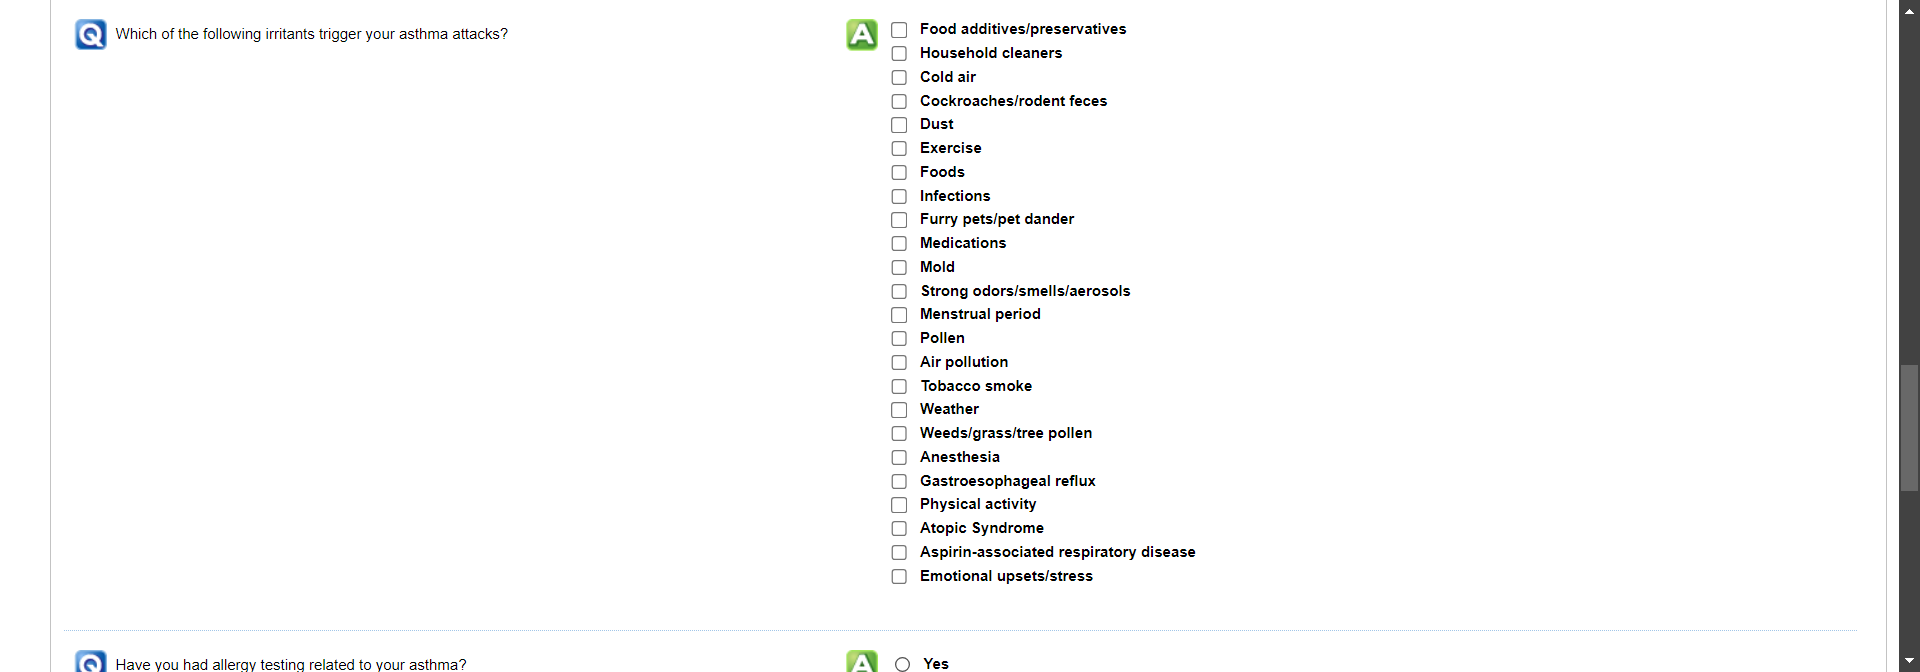 Q Which of the following irritants trigger your asthma attacks?
A Food additives/preservatives
Household cleaners
Cold air
Cockroaches/rodent feces
Dust
Exercise
Foods
Infections
Furry pets/pet dander
Medications
Mold
Strong odors/smells/aerosols
Menstrual period
Pollen
Air pollution
Tobacco smoke
Weather
Weeds/grass/tree pollen
Anesthesia
Gastroesophageal reflux
Physical activity
Atopic Syndrome
Aspirin-associated respiratory disease
Emotional upsets/stress
Q Have you had allergy testing related to your asthma?
A Yes